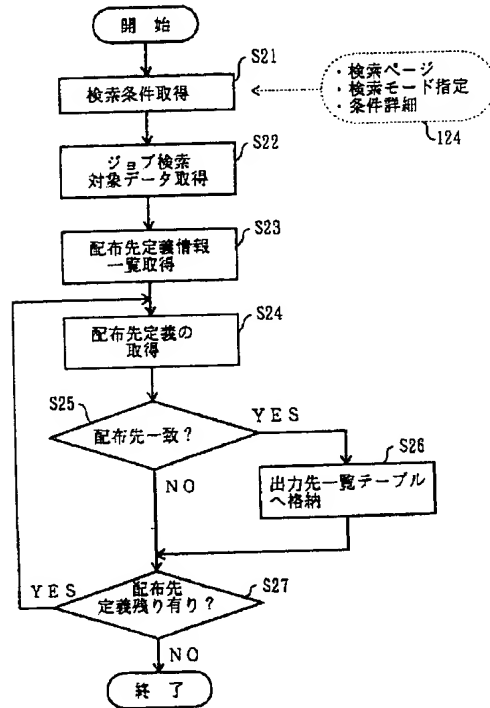 開 始
S21
検索条件取得
・検索ページ
・検索モード指定
・条件詳細
124
S22
ジョブ検索
対象データ取得
S23
配布先定義情報
一覧取得
S24
配布先定義の
取得
S25
配布先一致?
YES
S26
出力先一覧テーブル
へ格納
NO
YES
配布先
定義残り有り?
S27
NO
終 了